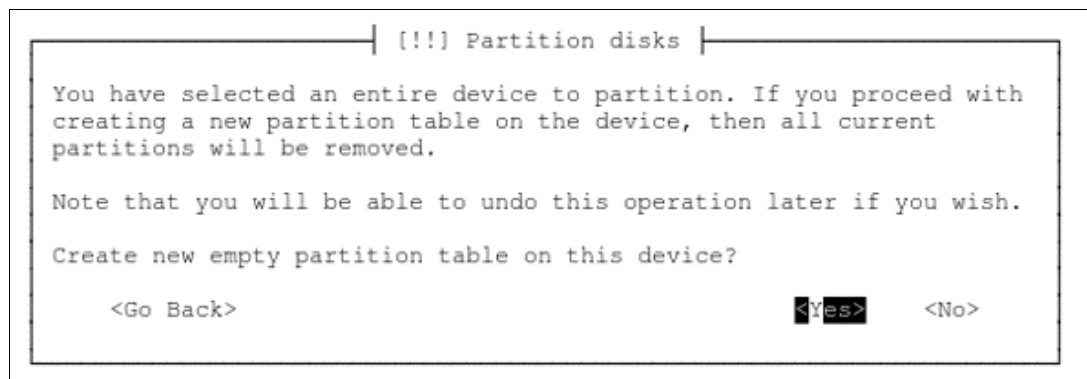 [!!] Partition disks
You have selected an entire device to partition. If you proceed with
creating a new partition table on the device, then all current
partitions will be removed.
Note that you will be able to undo this operation later if you wish.
Create new empty partition table on this device?
<Go Back> <Yes> <No>